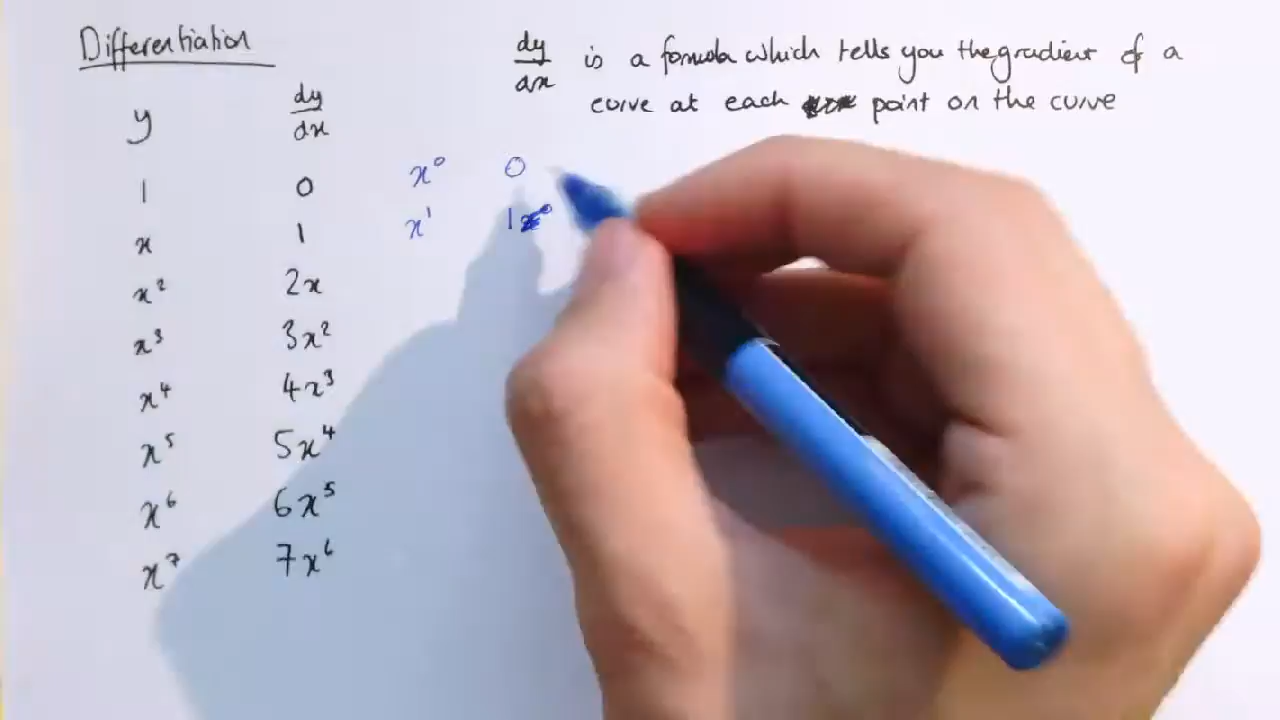 Differentiation
dy/dx is a formula which tells you the gradient of a
curve at each point on the curve
y dy/dx
1 0 x⁰ 0
x 1 x¹ 1x⁰
x² 2x
x³ 3x²
x⁴ 4x³
x⁵ 5x⁴
x⁶ 6x⁵
x⁷ 7x⁶